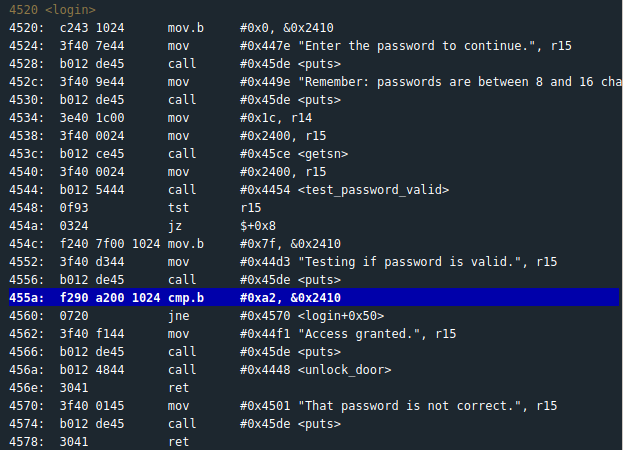 4520 <login>
4520:  c243 1024      mov.b     #0x0, &0x2410
4524:  3f40 7e44      mov       #0x447e "Enter the password to continue.", r15
4528:  b012 de45      call      #0x45de <puts>
452c:  3f40 9e44      mov       #0x449e "Remember: passwords are between 8 and 16 cha
4530:  b012 de45      call      #0x45de <puts>
4534:  3e40 1c00      mov       #0x1c, r14
4538:  3f40 0024      mov       #0x2400, r15
453c:  b012 ce45      call      #0x45ce <getsn>
4540:  3f40 0024      mov       #0x2400, r15
4544:  b012 5444      call      #0x4454 <test_password_valid>
4548:  0f93           tst       r15
454a:  0324           jz        $+0x8
454c:  f240 7f00 1024 mov.b     #0x7f, &0x2410
4552:  3f40 d344      mov       #0x44d3 "Testing if password is valid.", r15
4556:  b012 de45      call      #0x45de <puts>
455a:  f290 a200 1024 cmp.b     #0xa2, &0x2410
4560:  0720           jne       #0x4570 <login+0x50>
4562:  3f40 f144      mov       #0x44f1 "Access granted.", r15
4566:  b012 de45      call      #0x45de <puts>
456a:  b012 4844      call      #0x4448 <unlock_door>
456e:  3041           ret
4570:  3f40 0145      mov       #0x4501 "That password is not correct.", r15
4574:  b012 de45      call      #0x45de <puts>
4578:  3041           ret